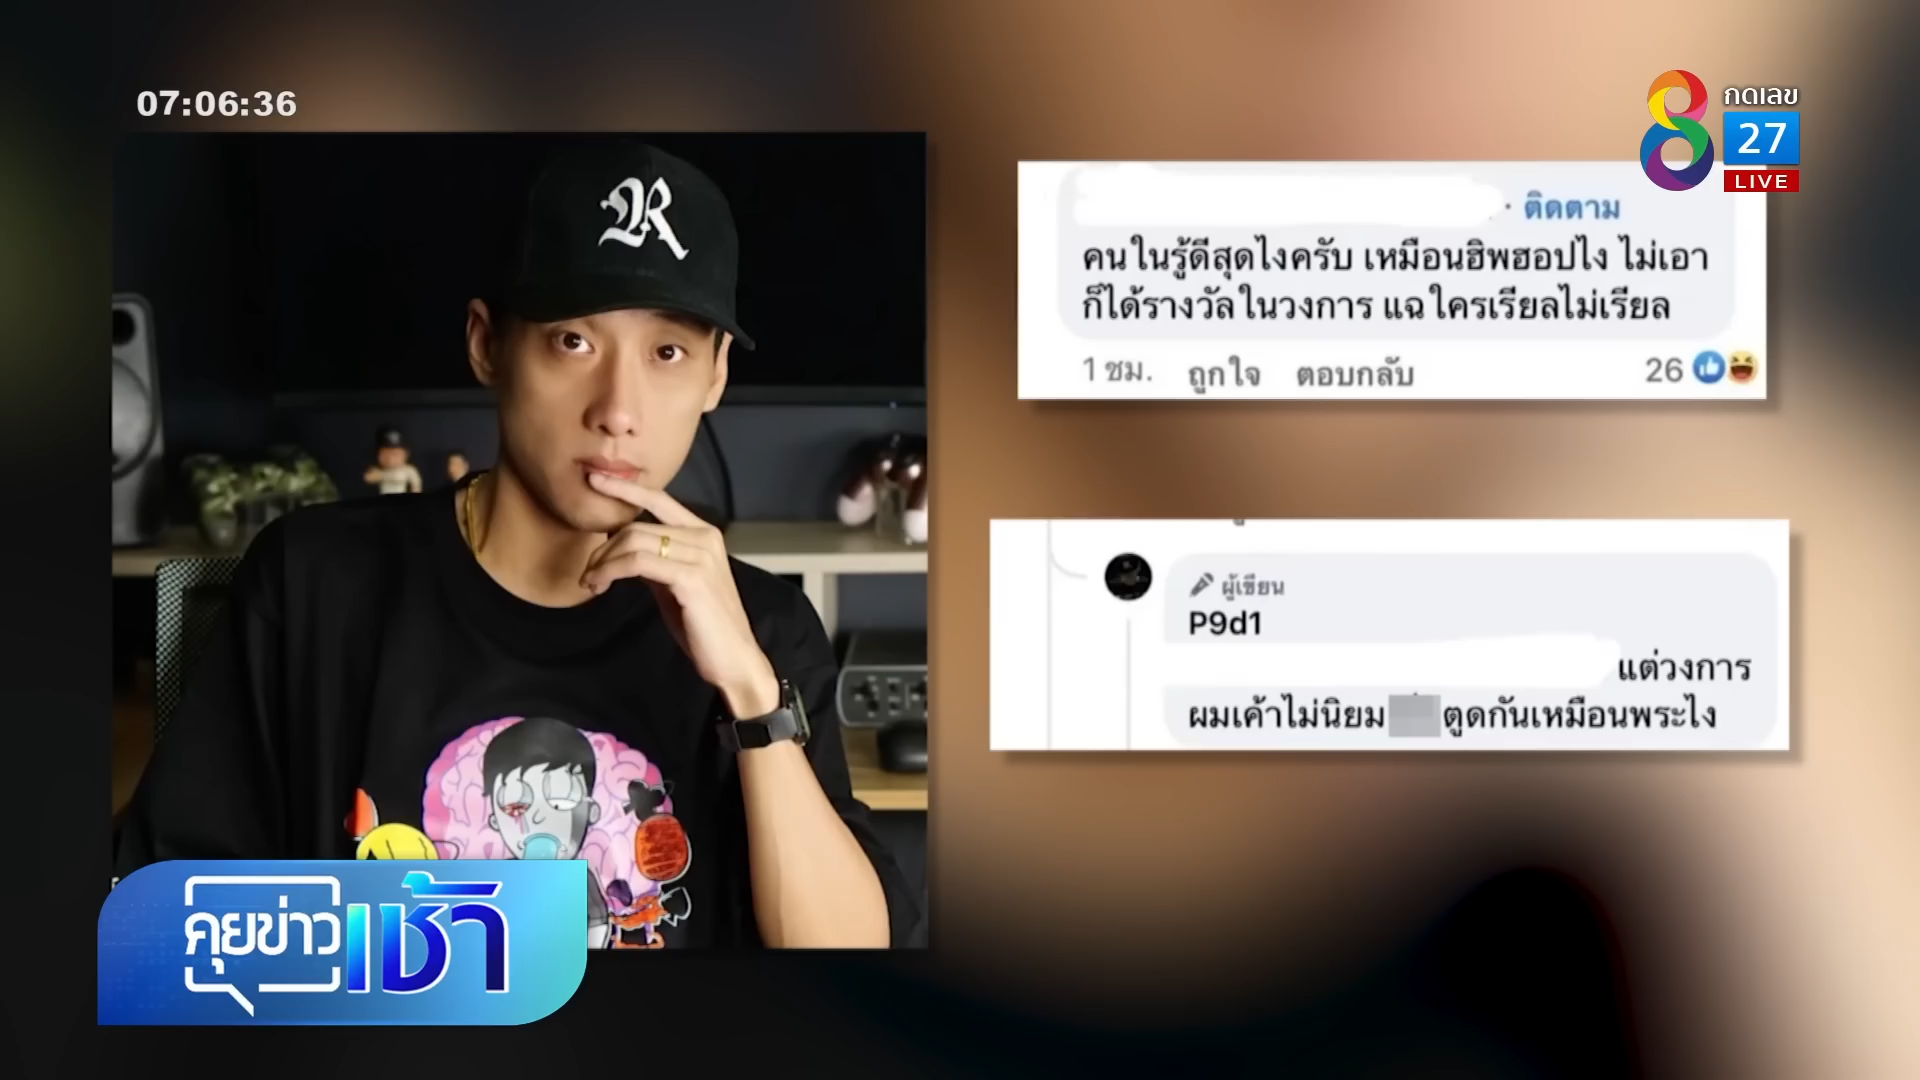 07:06:36
R
กดเลข
27
LIVE
· ติดตาม
คนในรู้ดีสุดไงครับ เหมือนฮิพฮอปไง ไม่เอา
ก็ได้รางวัลในวงการ แฉใครเรียลไม่เรียล
1 ชม. ถูกใจ ตอบกลับ 26
ผู้เขียน
P9d1
แต่วงการ
ผมเค้าไม่นิยม ตูดกันเหมือนพระไง
คุยข่าวเช้า